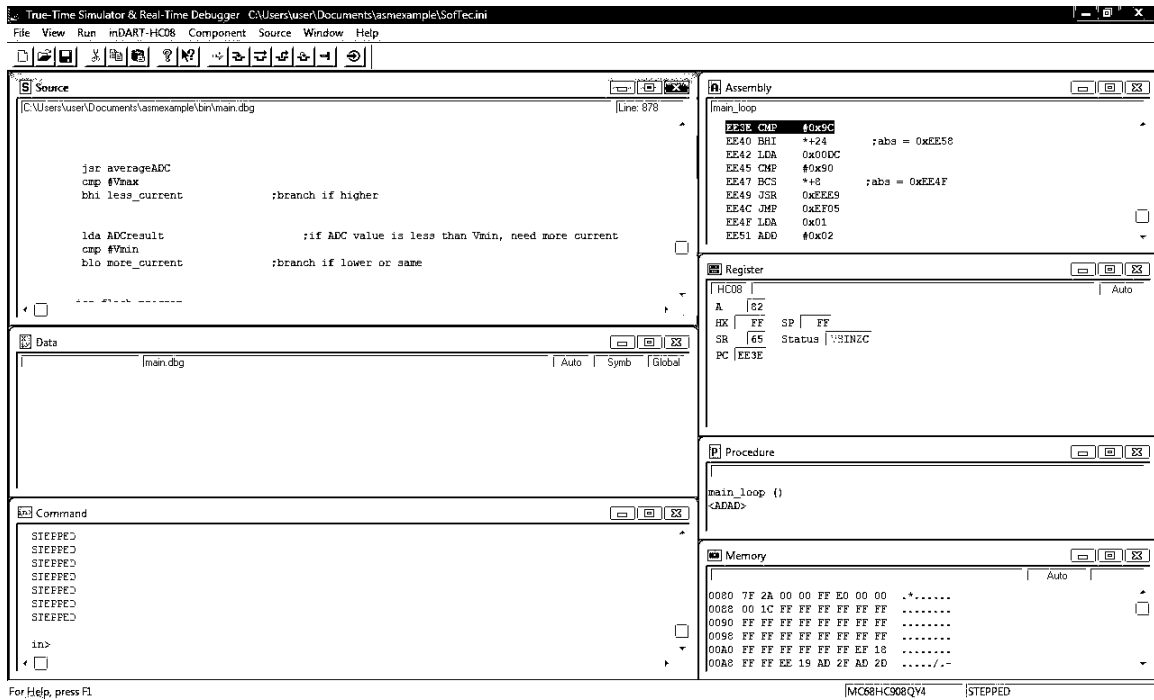 True-Time Simulator & Real-Time Debugger C:\Users\user\Documents\asmexample\SofTec.ini
File View Run inDART-HC08 Component Source Window Help
Source
C:\Users\user\Documents\asmexample\bin\main.dbg Line: 878
jsr averageADC
cmp #Vmax
bhi less_current ;branch if higher
lda ADCresult ;if ADC value is less than Vmin, need more current
cmp #Vmin
blo more_current ;branch if lower or same
Data
main.dbg Auto Symb Global
Command
STEPPED
STEPPED
STEPPED
STEPPED
STEPPED
STEPPED
STEPPED
in>
Assembly
main_loop
EE3E CMP #0x9C
EE40 BHI *+24 ;abs = 0xEE58
EE42 LDA 0x00DC
EE45 CMP #0x90
EE47 BCS *+8 ;abs = 0xEE4F
EE49 JSR 0xEEE9
EE4C JMP 0xEF05
EE4F LDA 0x01
EE51 ADD #0x02
Register
HC08 Auto
A 82
HX FF SP FF
SR 65 Status VHINZC
PC EE3E
Procedure
main_loop ()
<ADAD>
Memory
Auto
0080 7F 2A 00 00 FF E0 00 00 .*......
0088 00 1C FF FF FF FF FF FF ........
0090 FF FF FF FF FF FF FF FF ........
0098 FF FF FF FF FF FF FF FF ........
00A0 FF FF FF FF FF FF EF 18 ........
00A8 FF FF EE 19 AD 2F AD 2D ...../.-
For Help, press F1 MC68HC908QY4 STEPPED